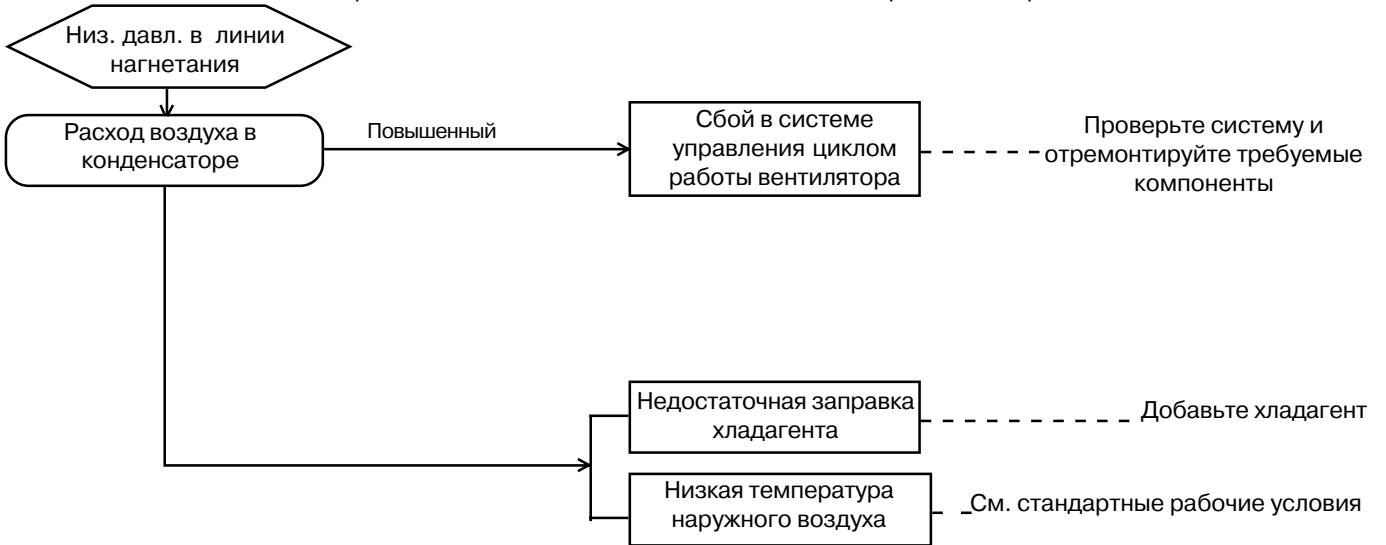 Низ. давл. в линии
нагнетания
Расход воздуха в
конденсаторе
Повышенный
Сбой в системе
управления циклом
работы вентилятора
Проверьте систему и
отремонтируйте требуемые
компоненты
Недостаточная заправка
хладагента
Добавьте хладагент
Низкая температура
наружного воздуха
См. стандартные рабочие условия